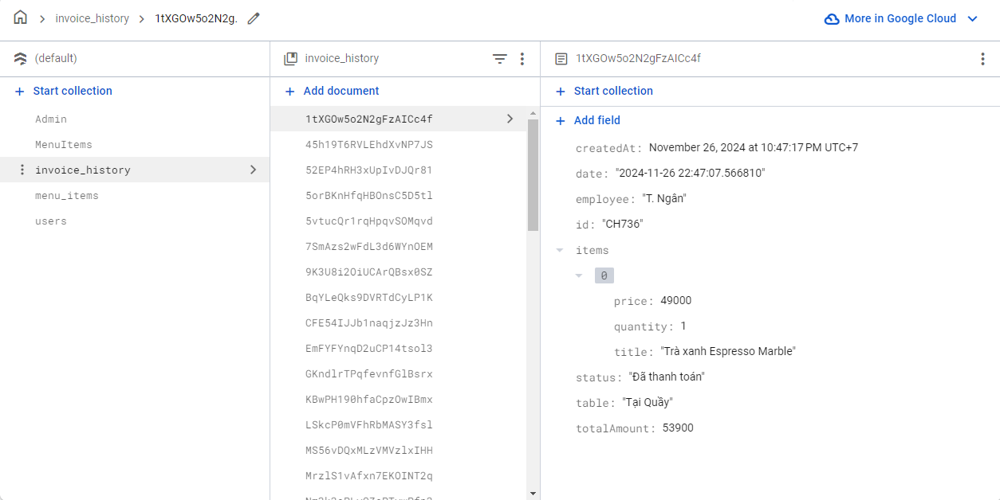 invoice_history
1tXGOw5o2N2g.
More in Google Cloud
(default)
Start collection
Admin
MenuItems
invoice_history
menu_items
users
invoice_history
Add document
1tXGOw5o2N2gFzAICc4f
45h19T6RVLEhdXvNP7JS
52EP4hRH3xUpIvDJQr81
5orBKnHfqHBOnsC5D5tl
5vtucQr1rqHpqvSOMqvd
7SmAzs2wFdL3d6WYnOEM
9K3U8i2OiUCArQBsx0SZ
BqYLeQks9DVRTdCyLP1K
CFE54IJJb1naqjzJz3Hn
EmFYFYnqD2uCP14tsol3
GKndlrTPqfevnfGlBsrx
KBwPH190hfaCpzOwIBmx
LSkcP0mVFhRbMASY3fsl
MS56vDQxMLzVMVzlxIHH
MrzlS1vAfxn7EKOINT2q
1tXGOw5o2N2gFzAICc4f
Start collection
Add field
createdAt: November 26, 2024 at 10:47:17 PM UTC+7
date: "2024-11-26 22:47:07.566810"
employee: "T. Ngân"
id: "CH736"
items
0
price: 49000
quantity: 1
title: "Trà xanh Espresso Marble"
status: "Đã thanh toán"
table: "Tại Quầy"
totalAmount: 53900